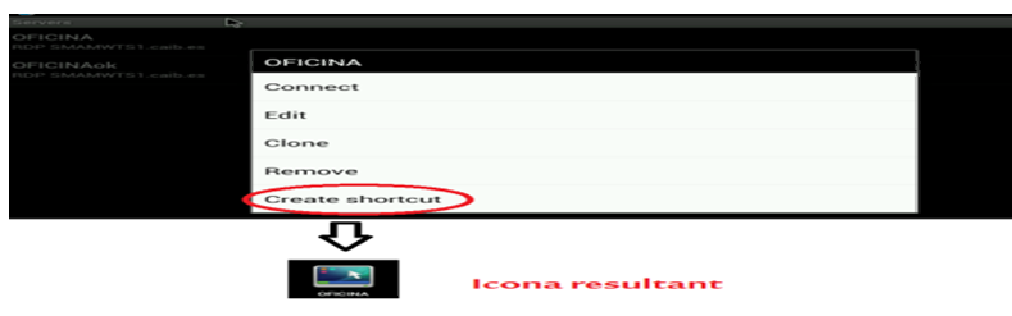 Servers
OFICINA
RDP SMAMWTS1.caib.es
OFICINAok
RDP SMAMWTS1.caib.es
OFICINA
Connect
Edit
Clone
Remove
Create shortcut
OFICINA
Icona resultant